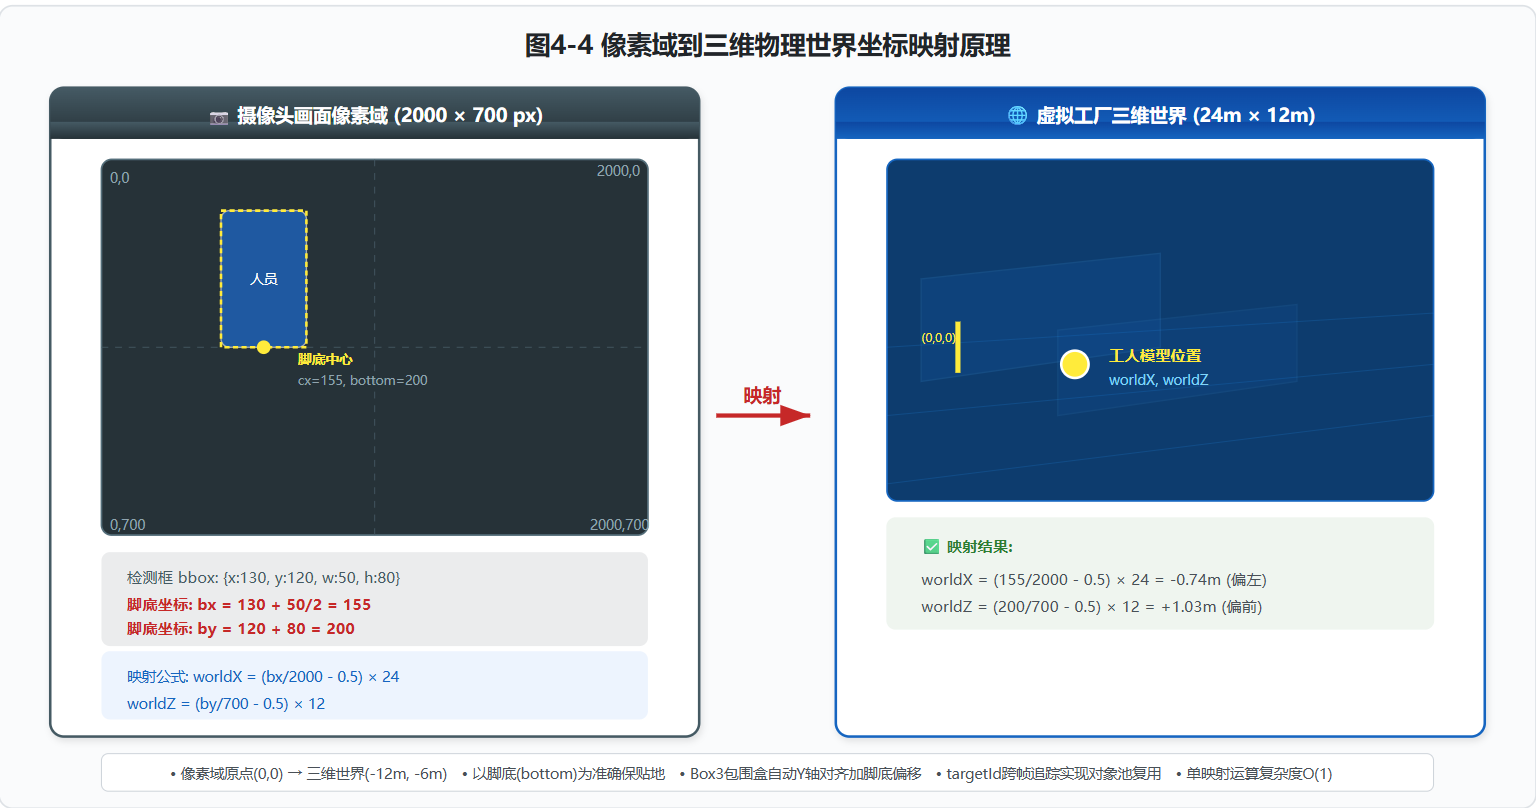 图4-4 像素域到三维物理世界坐标映射原理
摄像头画面像素域 (2000 × 700 px)
0,0
2000,0
人员
脚底中心
cx=155, bottom=200
0,700
2000,700
检测框 bbox: {x:130, y:120, w:50, h:80}
脚底坐标: bx = 130 + 50/2 = 155
脚底坐标: by = 120 + 80 = 200
映射公式: worldX = (bx/2000 - 0.5) × 24
worldZ = (by/700 - 0.5) × 12
映射
虚拟工厂三维世界 (24m × 12m)
(0,0,0)
工人模型位置
worldX, worldZ
✅ 映射结果:
worldX = (155/2000 - 0.5) × 24 = -0.74m (偏左)
worldZ = (200/700 - 0.5) × 12 = +1.03m (偏前)
• 像素域原点(0,0) → 三维世界(-12m, -6m) • 以脚底(bottom)为准确保贴地 • Box3包围盒自动Y轴对齐加脚底偏移 • targetId跨帧追踪实现对象池复用 • 单映射运算复杂度O(1)